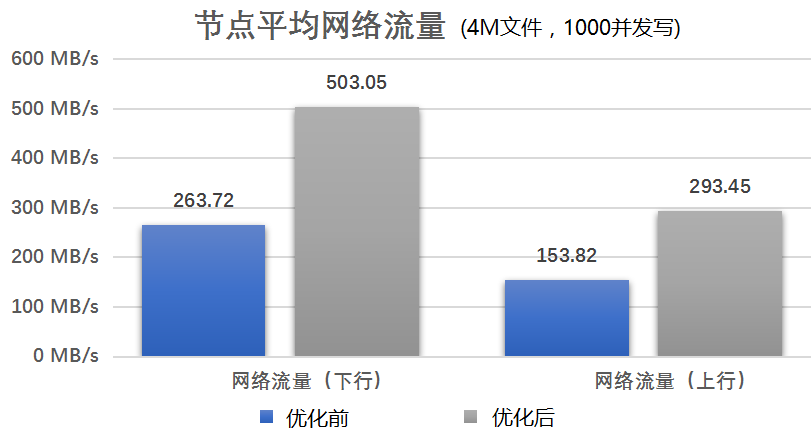 节点平均网络流量 (4M文件，1000并发写)
600 MB/s
500 MB/s
400 MB/s
300 MB/s
200 MB/s
100 MB/s
0 MB/s
263.72
503.05
153.82
293.45
网络流量（下行）
网络流量（上行）
优化前
优化后